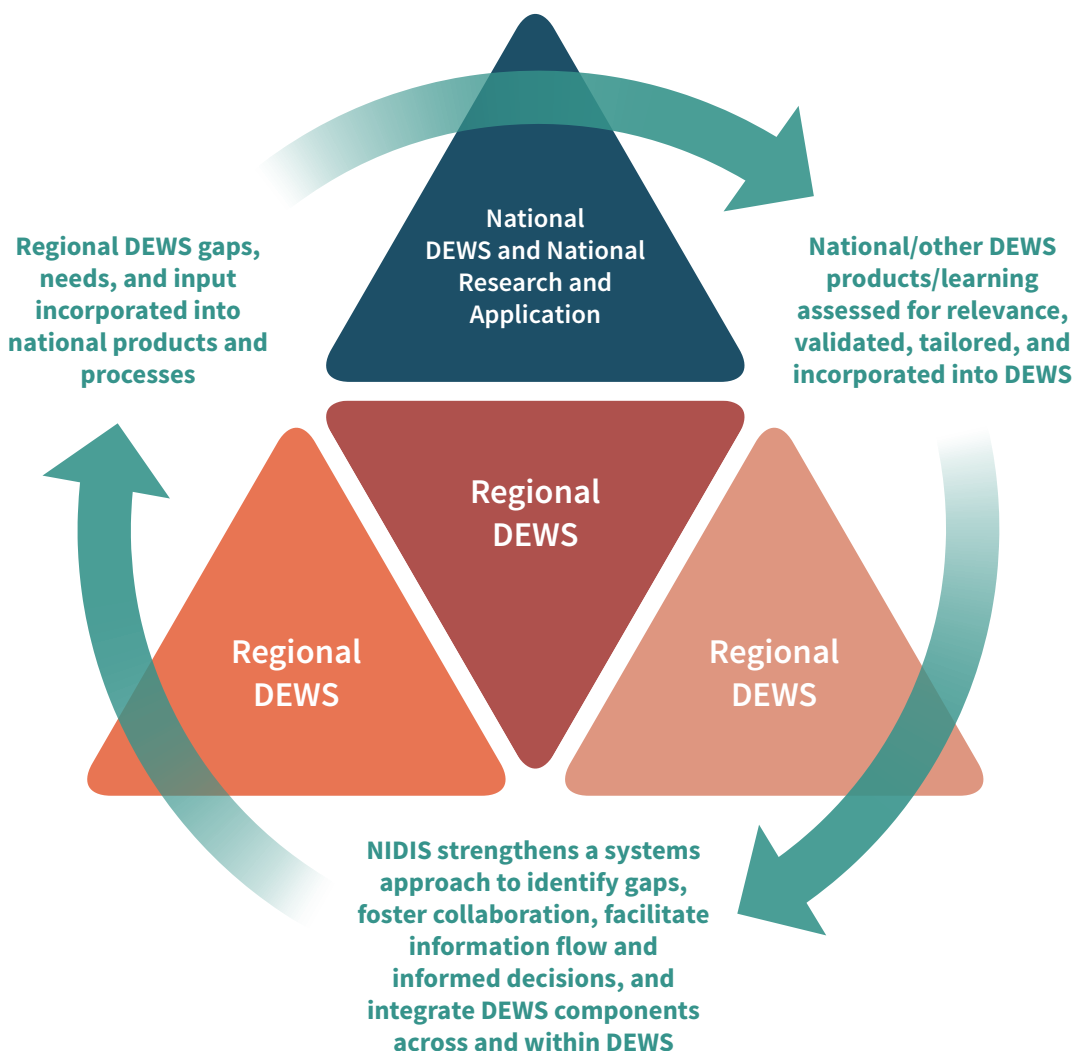 National
DEWS and National
Research and
Application
Regional DEWS gaps,
needs, and input
incorporated into
national products and
processes
National/other DEWS
products/learning
assessed for relevance,
validated, tailored, and
incorporated into DEWS
Regional
DEWS
Regional
DEWS
Regional
DEWS
NIDIS strengthens a systems
approach to identify gaps,
foster collaboration, facilitate
information flow and
informed decisions, and
integrate DEWS components
across and within DEWS